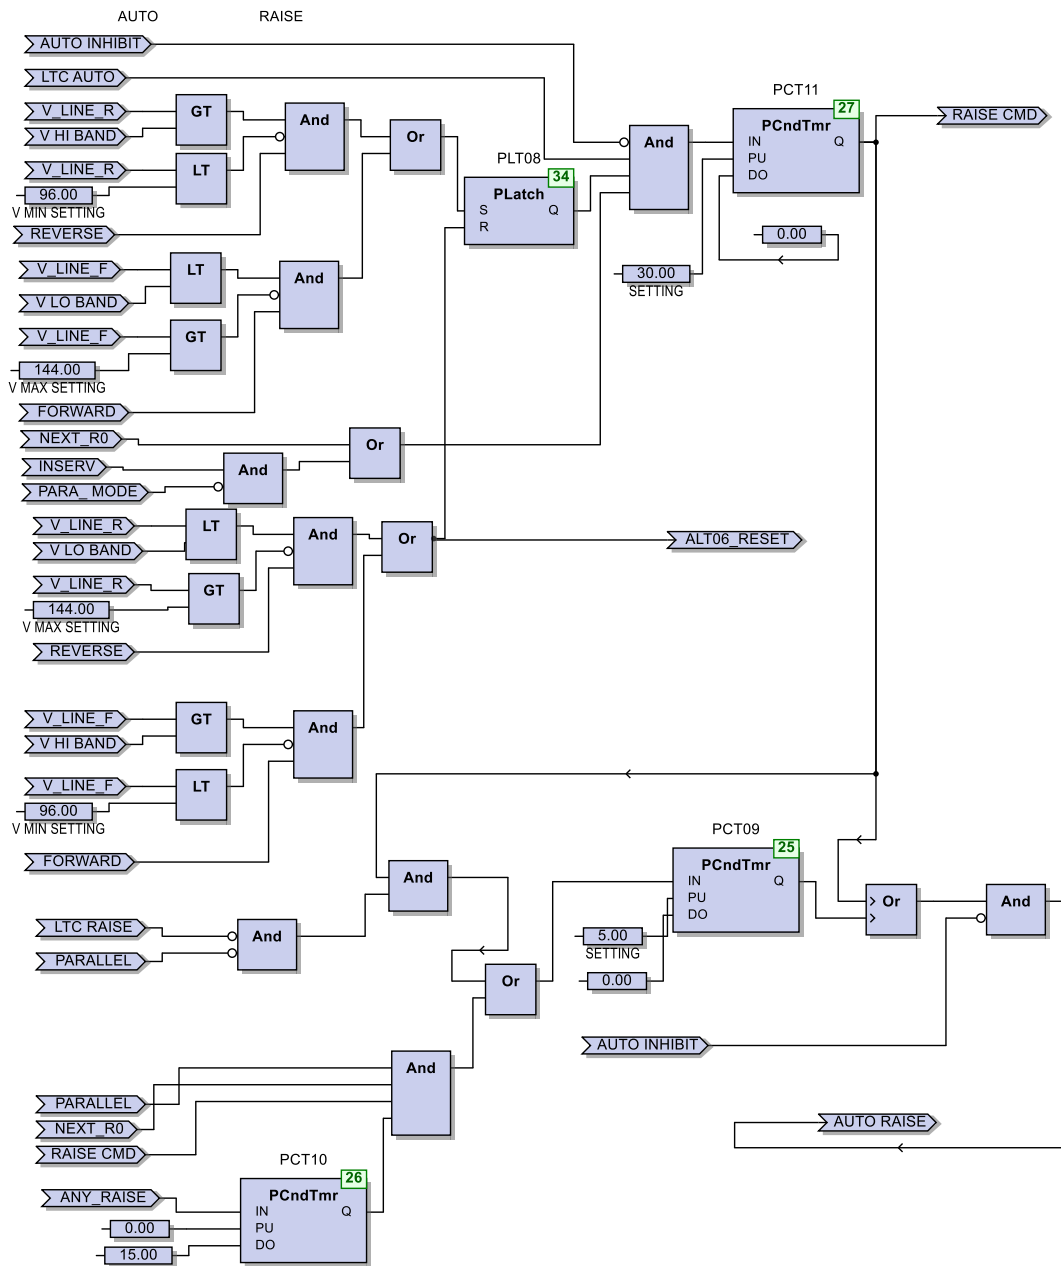 AUTO RAISE
AUTO INHIBIT
LTC AUTO
PCT11
27
RAISE CMD
V_LINE_R
GT
PCndTmr
V HI BAND
And
Or
And
IN Q
PU
DO
V_LINE_R
LT
PLT08
34
96.00
V MIN SETTING
PLatch
S Q
R
REVERSE
0.00
V_LINE_F
LT
And
30.00
SETTING
V LO BAND
V_LINE_F
GT
144.00
V MAX SETTING
FORWARD
NEXT_R0
Or
INSERV
And
PARA_ MODE
V_LINE_R
LT
And
Or
ALT06_RESET
V LO BAND
V_LINE_R
GT
144.00
V MAX SETTING
REVERSE
V_LINE_F
GT
And
V HI BAND
V_LINE_F
LT
96.00
V MIN SETTING
PCT09
25
FORWARD
PCndTmr
And
IN Q
PU
DO
Or
And
LTC RAISE
And
5.00
SETTING
PARALLEL
Or
0.00
AUTO INHIBIT
And
PARALLEL
NEXT_R0
RAISE CMD
AUTO RAISE
PCT10
26
ANY_RAISE
PCndTmr
IN Q
PU
DO
0.00
15.00